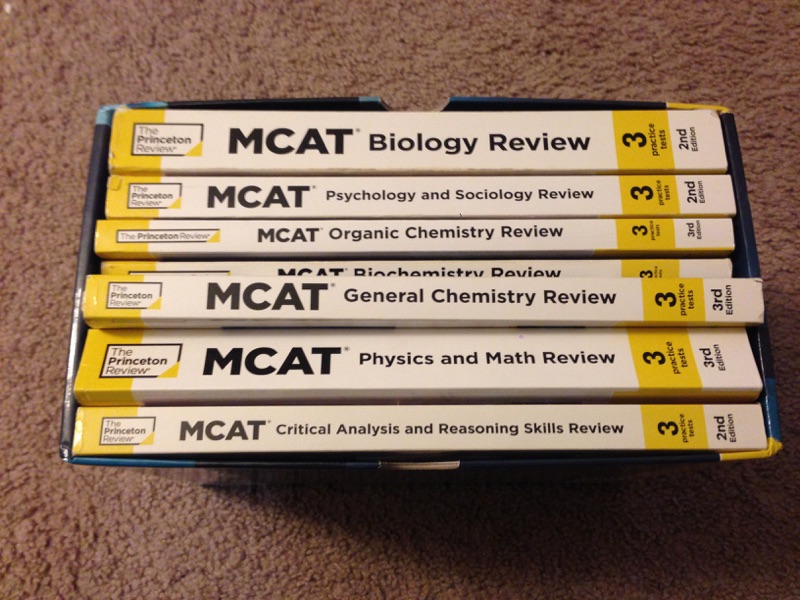 The
Princeton
Review
MCAT® Biology Review
3
practice
tests
2nd
Edition
The
Princeton
Review
MCAT® Psychology and Sociology Review
3
practice
tests
2nd
Edition
The Princeton Review
MCAT® Organic Chemistry Review
3
practice
tests
3rd
Edition
MCAT Biochemistry Review
3
The
Princeton
Review
MCAT® General Chemistry Review
3
practice
tests
3rd
Edition
The
Princeton
Review
MCAT® Physics and Math Review
3
practice
tests
3rd
Edition
The
Princeton
Review
MCAT® Critical Analysis and Reasoning Skills Review
3
practice
tests
2nd
Edition